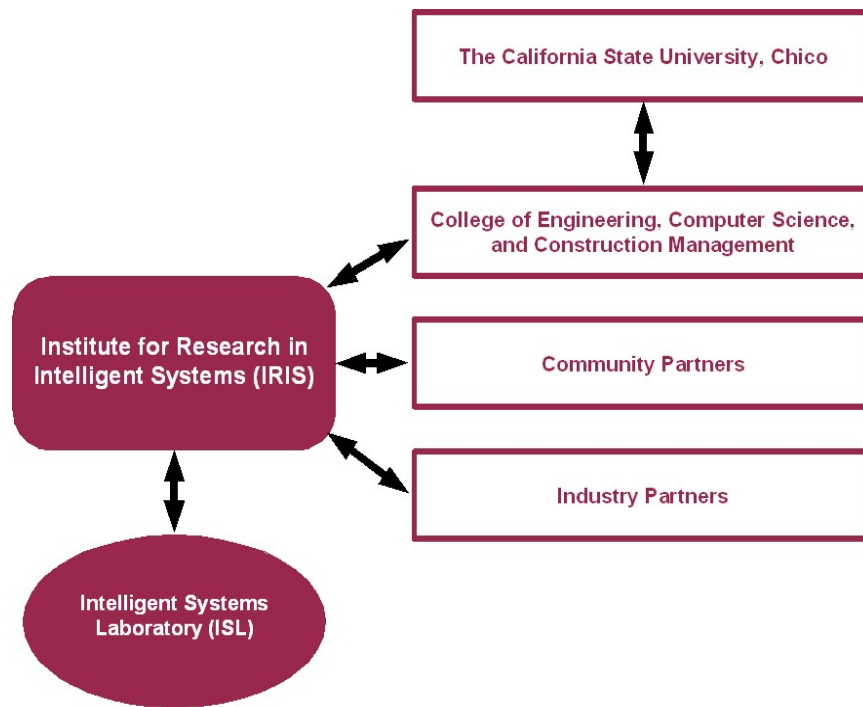 The California State University, Chico
College of Engineering, Computer Science,
and Construction Management
Institute for Research in
Intelligent Systems (IRIS)
Community Partners
Industry Partners
Intelligent Systems
Laboratory (ISL)